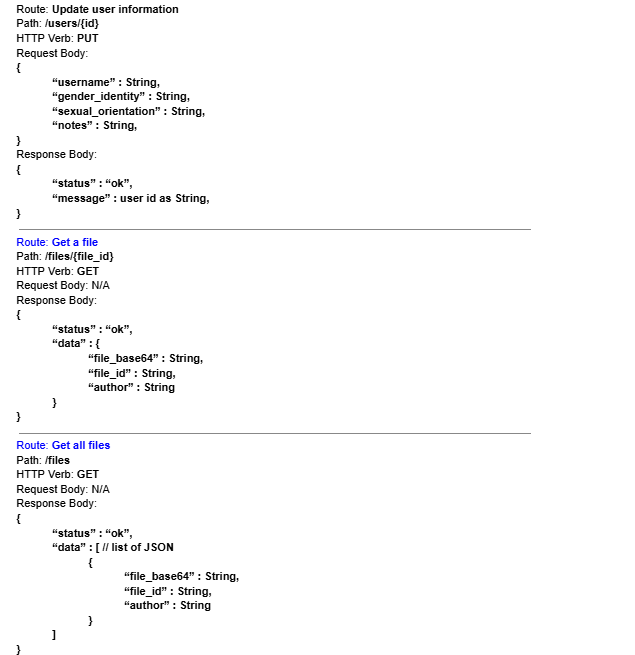 Route: Update user information
Path: /users/{id}
HTTP Verb: PUT
Request Body:
{
“username” : String,
“gender_identity” : String,
“sexual_orientation” : String,
“notes” : String,
}
Response Body:
{
“status” : “ok”,
“message” : user id as String,
}
Route: Get a file
Path: /files/{file_id}
HTTP Verb: GET
Request Body: N/A
Response Body:
{
“status” : “ok”,
“data” : {
“file_base64” : String,
“file_id” : String,
“author” : String
}
}
Route: Get all files
Path: /files
HTTP Verb: GET
Request Body: N/A
Response Body:
{
“status” : “ok”,
“data” : [ // list of JSON
{
“file_base64” : String,
“file_id” : String,
“author” : String
}
]
}